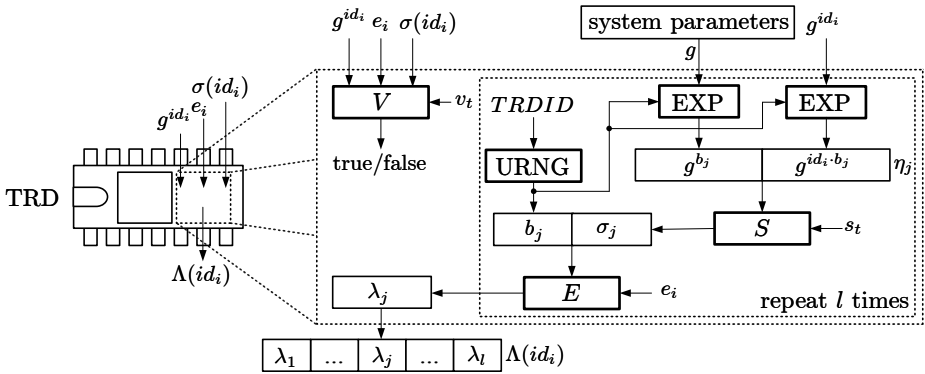 system parameters
g^{id_i}
g^{id_i} e_i σ(id_i)
g
σ(id_i)
V
v_t
TRDID
EXP
EXP
e_i
g^{id_i}
true/false
URNG
g^{b_j}
g^{id_i·b_j}
η_j
TRD
b_j
σ_j
S
s_t
Λ(id_i)
λ_j
E
e_i
repeat l times
λ_1 ... λ_j ... λ_l Λ(id_i)